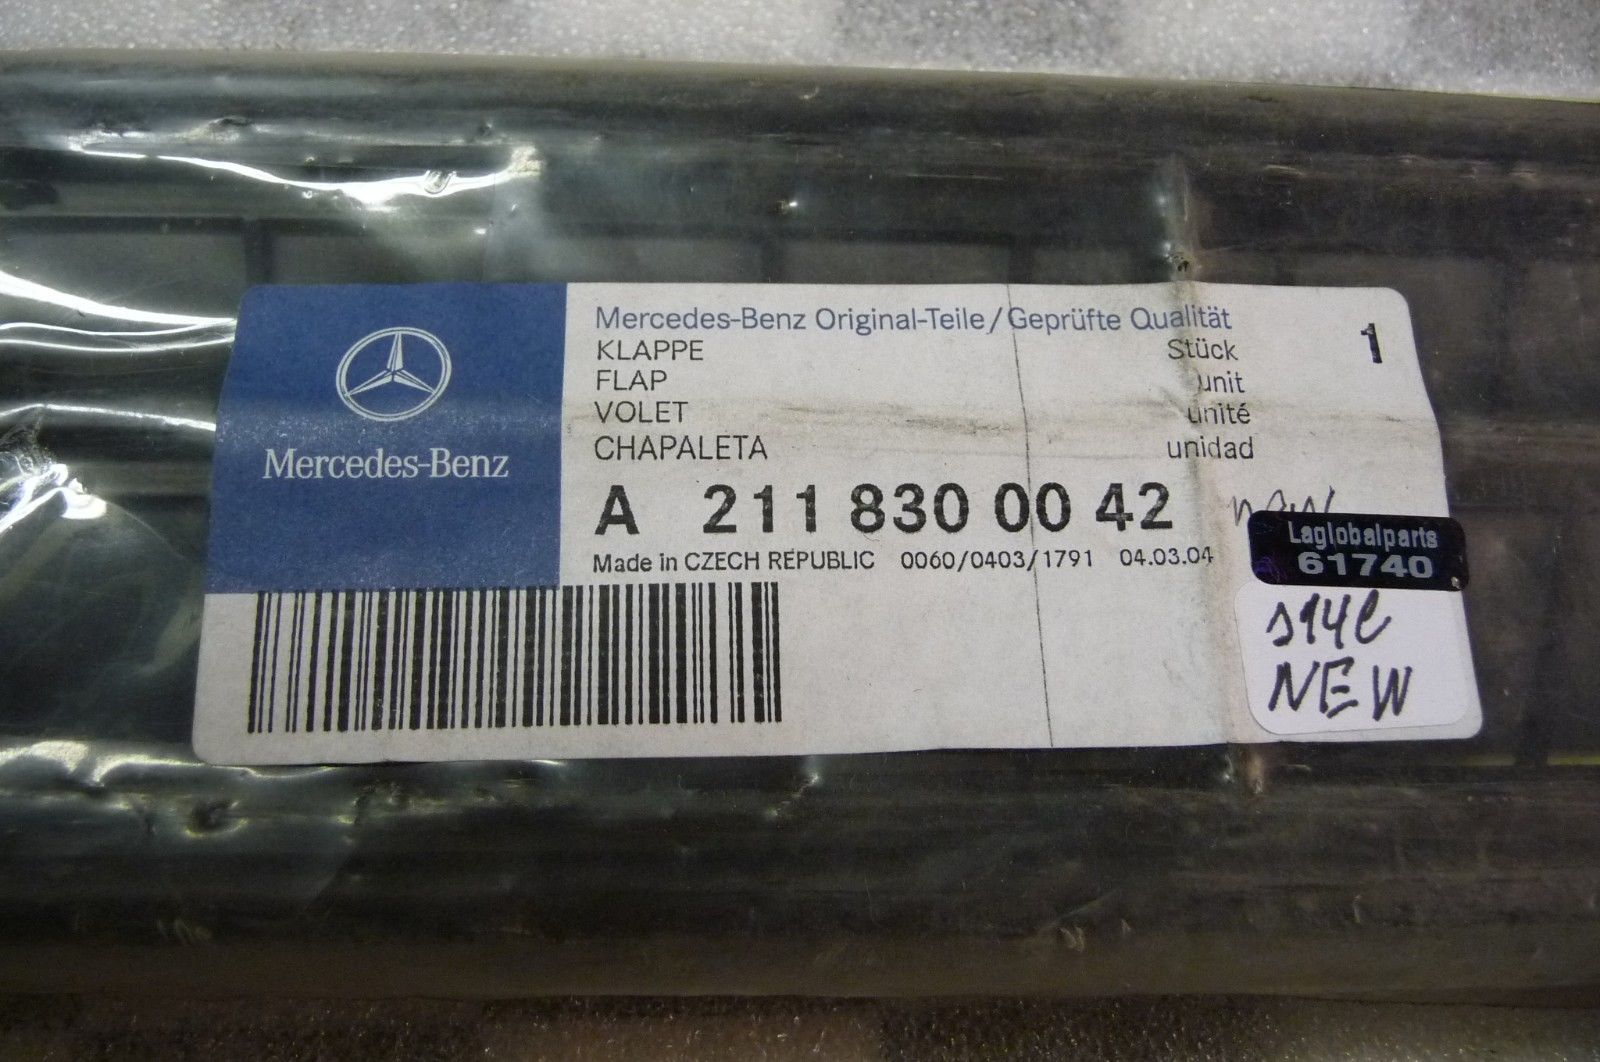 Mercedes-Benz
Mercedes-Benz Original-Teile/Geprüfte Qualität
KLAPPE Stück 1
FLAP unit
VOLET unité
CHAPALETA unidad
A 211 830 00 42 new
Made in CZECH REPUBLIC 0060/0403/1791 04.03.04
Laglobalparts
61740
NEW